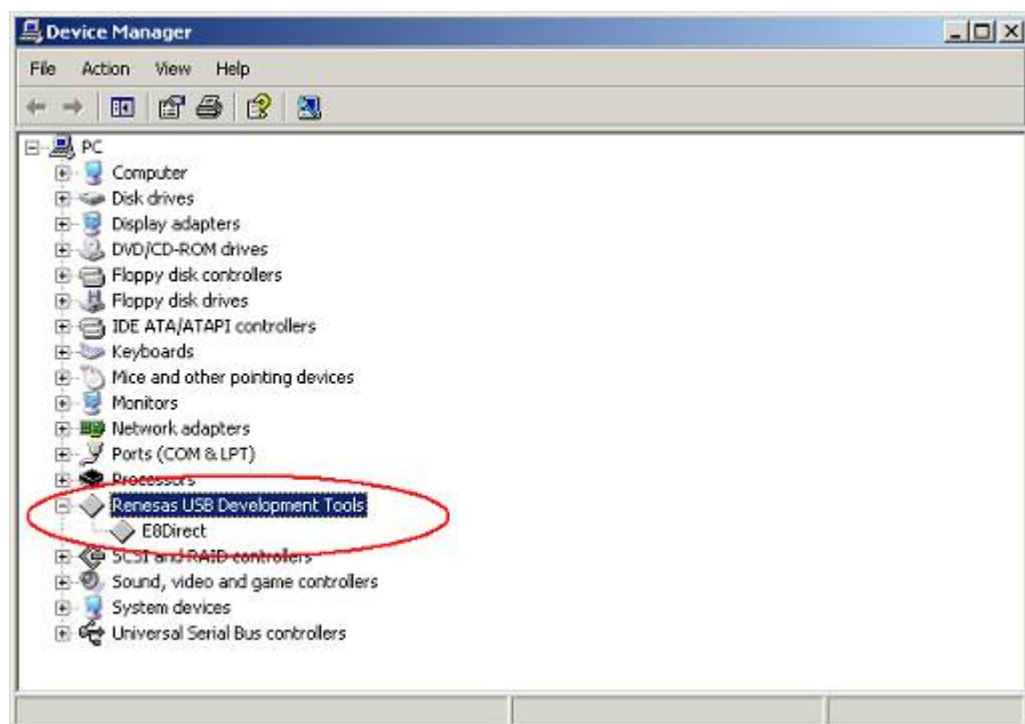 Device Manager
File Action View Help
PC
Computer
Disk drives
Display adapters
DVD/CD-ROM drives
Floppy disk controllers
Floppy disk drives
IDE ATA/ATAPI controllers
Keyboards
Mice and other pointing devices
Monitors
Network adapters
Ports (COM & LPT)
Processors
Renesas USB Development Tools
E8Direct
SCSI and RAID controllers
Sound, video and game controllers
System devices
Universal Serial Bus controllers